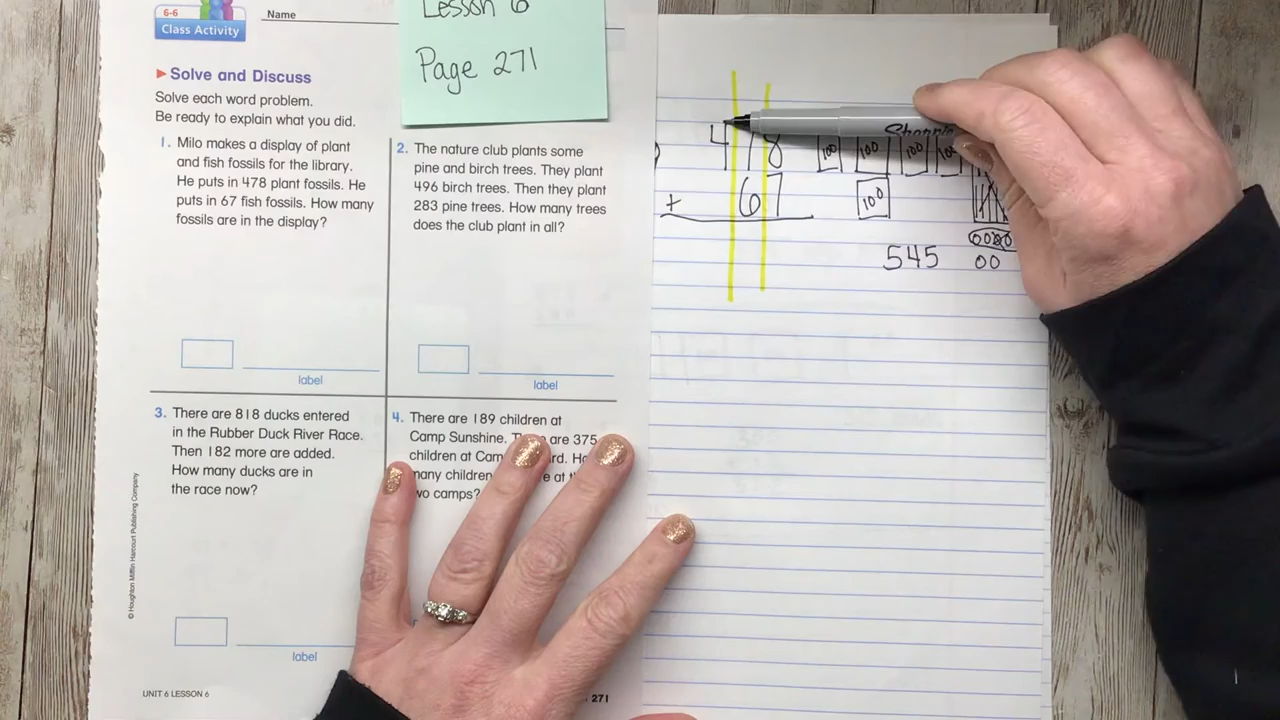 6-6
Class Activity
Name
Lesson 6
Page 271
Solve and Discuss
Solve each word problem.
Be ready to explain what you did.
1. Milo makes a display of plant
and fish fossils for the library.
He puts in 478 plant fossils. He
puts in 67 fish fossils. How many
fossils are in the display?
label
2. The nature club plants some
pine and birch trees. They plant
496 birch trees. Then they plant
283 pine trees. How many trees
does the club plant in all?
label
3. There are 818 ducks entered
in the Rubber Duck River Race.
Then 182 more are added.
How many ducks are in
the race now?
label
4. There are 189 children at
Camp Sunshine. are 375
children at
many children at
two camps?
© Houghton Mifflin Harcourt Publishing Company
UNIT 6 LESSON 6
271
478
+ 67
100 100 100 100
100
545
Sharpie